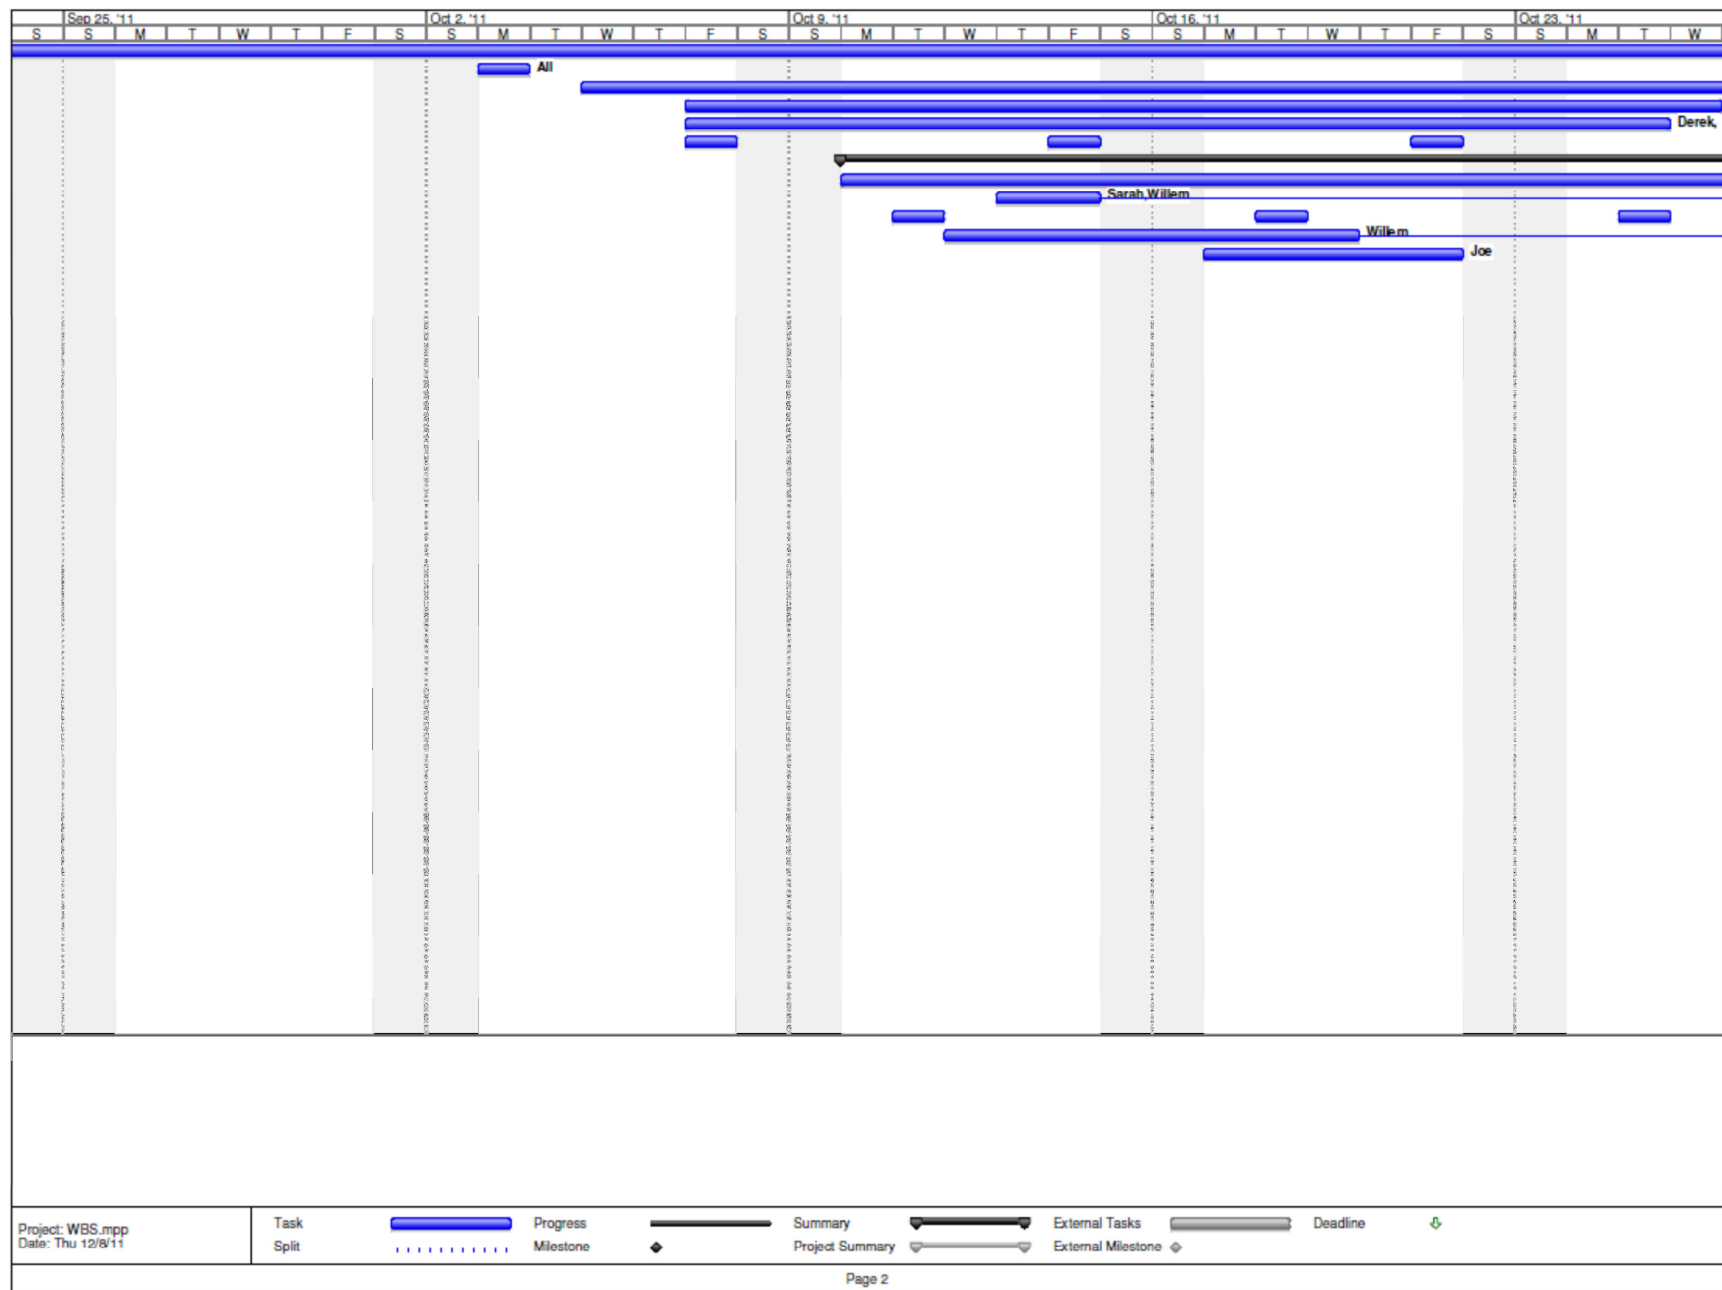 Sep 25, '11 Oct 2, '11 Oct 9, '11 Oct 16, '11 Oct 23, '11
S S M T W T F S S M T W T F S S M T W T F S S M T W T F S S M T W
All
Derek,
Sarah,Willem
Willem
Joe
Project: WBS.mpp
Date: Thu 12/8/11
Task Progress Summary External Tasks Deadline
Split Milestone Project Summary External Milestone
Page 2